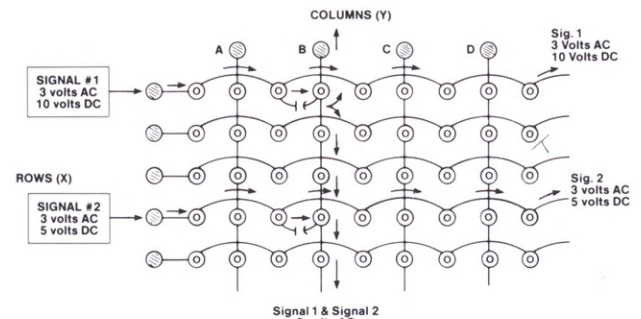 COLUMNS (Y)
A
B
C
D
Sig. 1
3 Volts AC
10 Volts DC
SIGNAL #1
3 volts AC
10 volts DC
ROWS (X)
SIGNAL #2
3 volts AC
5 volts DC
Sig. 2
3 volts AC
5 volts DC
Signal 1 & Signal 2